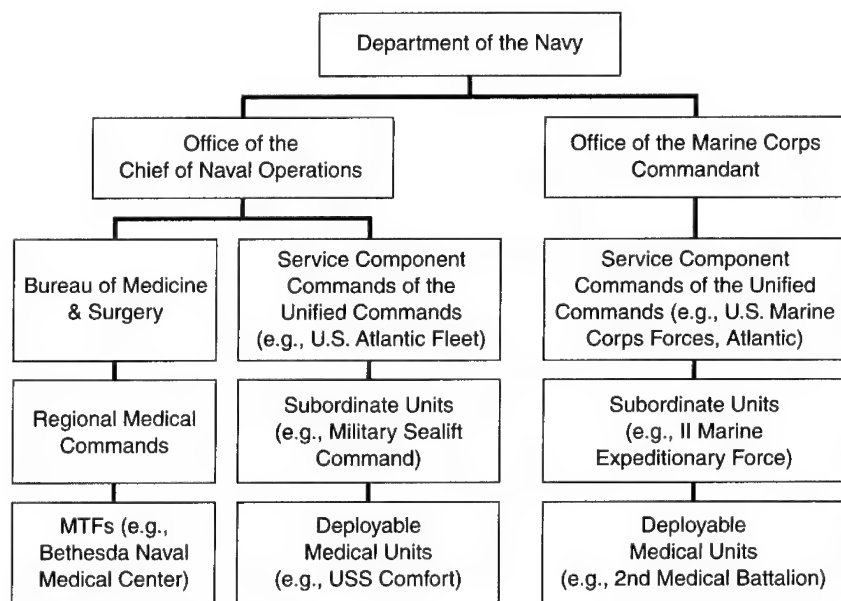 Department of the Navy
Office of the
Chief of Naval Operations
Office of the Marine Corps
Commandant
Bureau of Medicine
& Surgery
Service Component
Commands of the
Unified Commands
(e.g., U.S. Atlantic Fleet)
Service Component
Commands of the Unified
Commands (e.g., U.S. Marine
Corps Forces, Atlantic)
Regional Medical
Commands
Subordinate Units
(e.g., Military Sealift
Command)
Subordinate Units
(e.g., II Marine
Expeditionary Force)
MTFs (e.g.,
Bethesda Naval
Medical Center)
Deployable
Medical Units
(e.g., USS Comfort)
Deployable
Medical Units
(e.g., 2nd Medical Battalion)